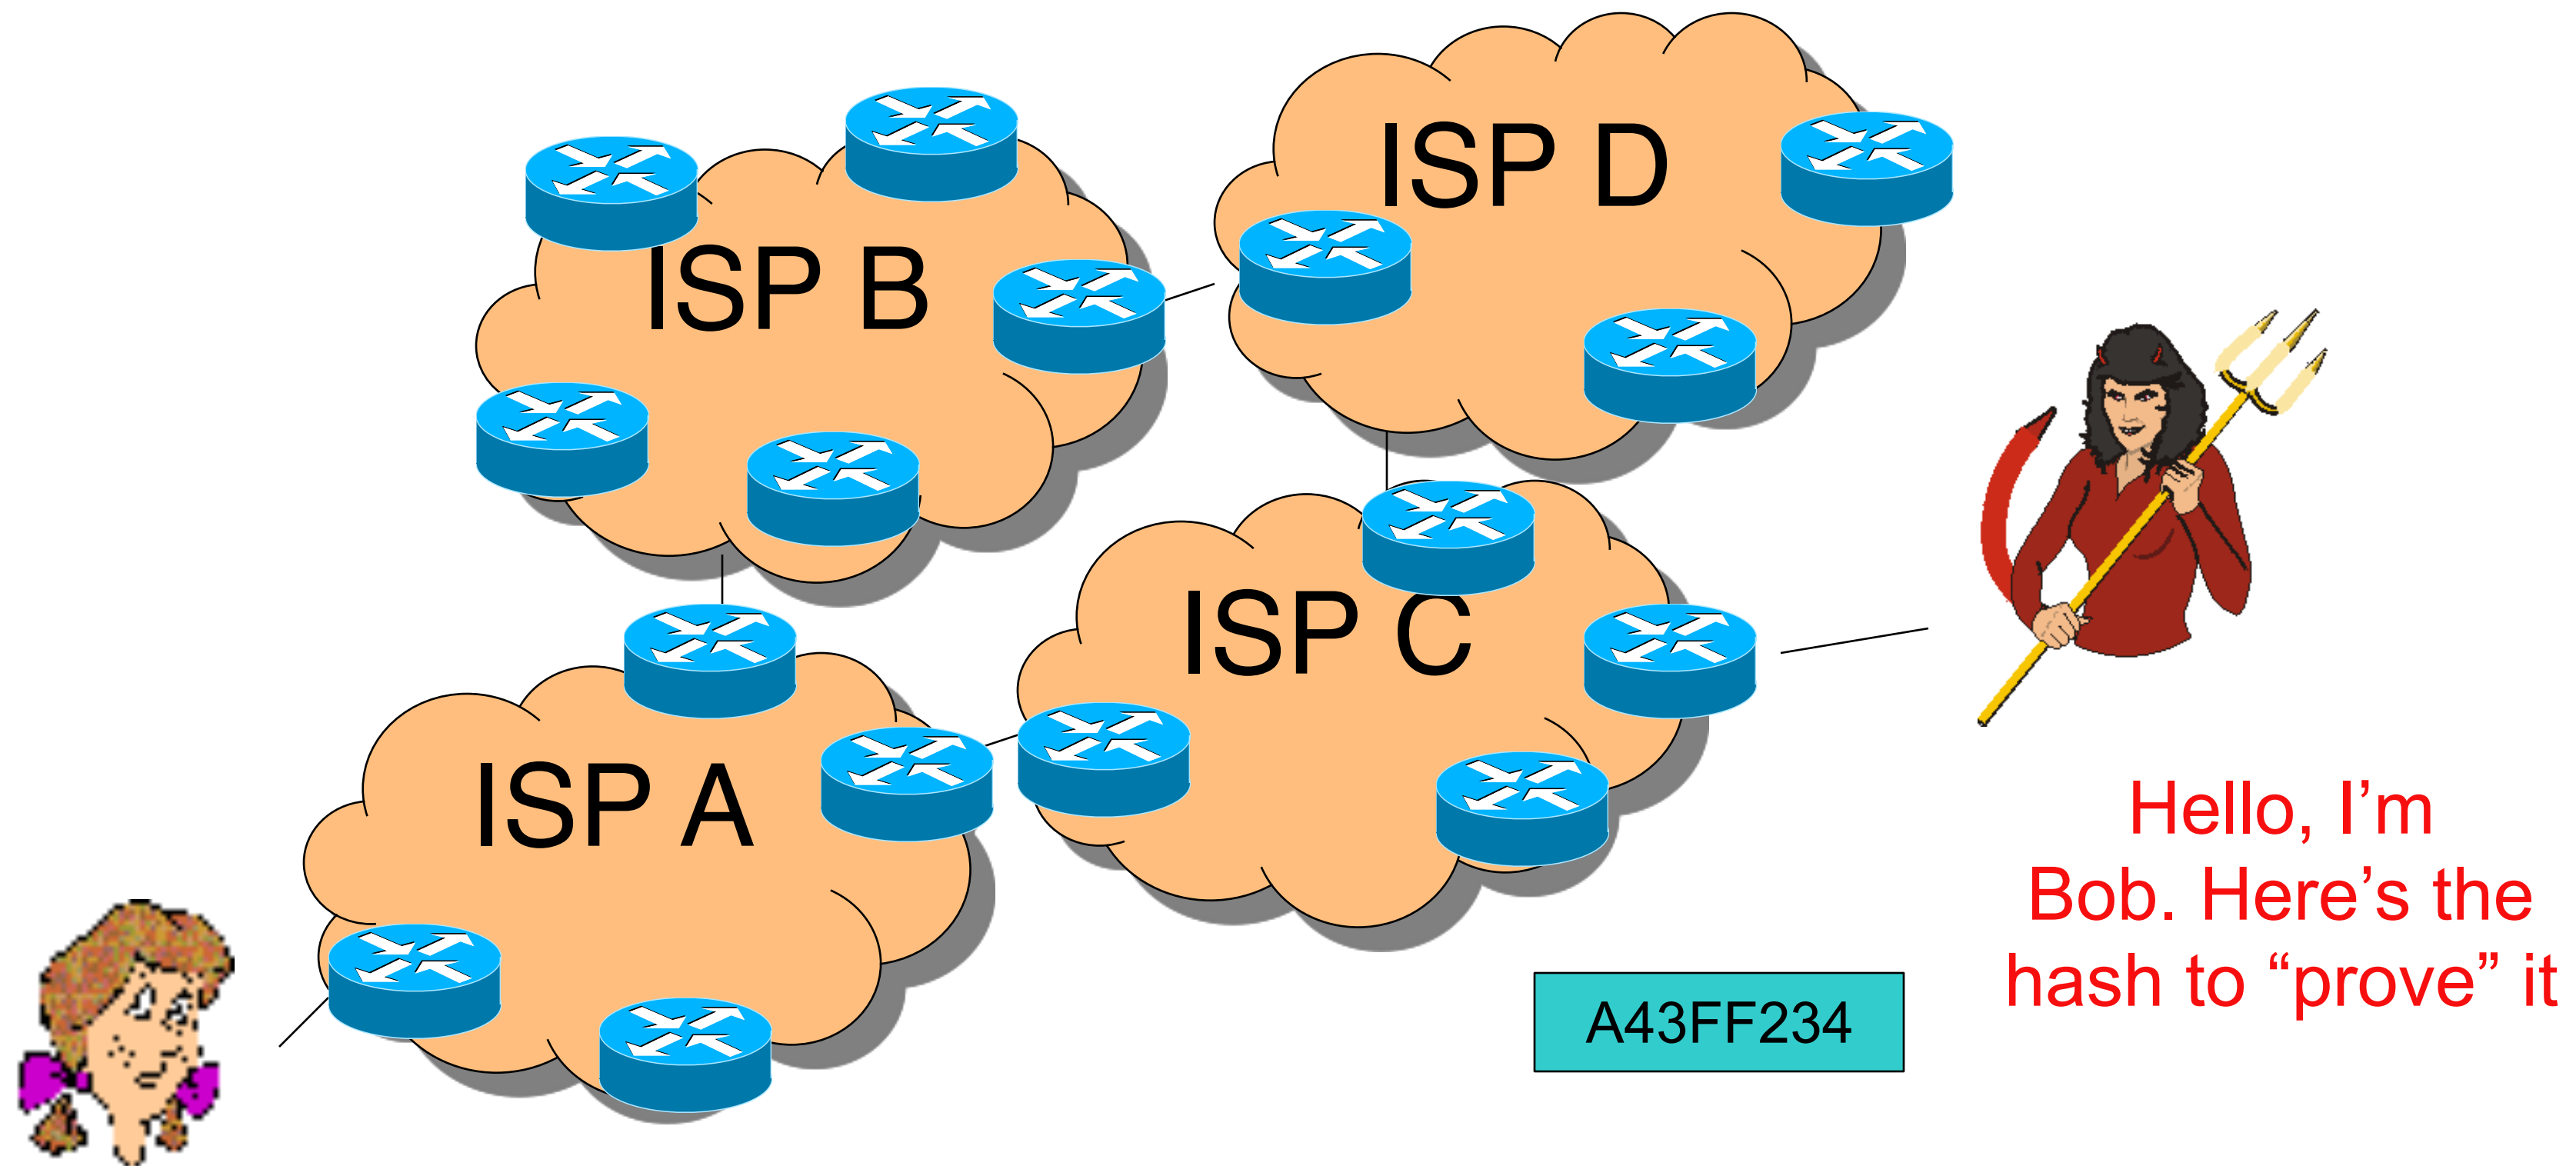 ISP D
ISP B
ISP C
ISP A
Hello, I’m
Bob. Here’s the
hash to “prove” it
A43FF234